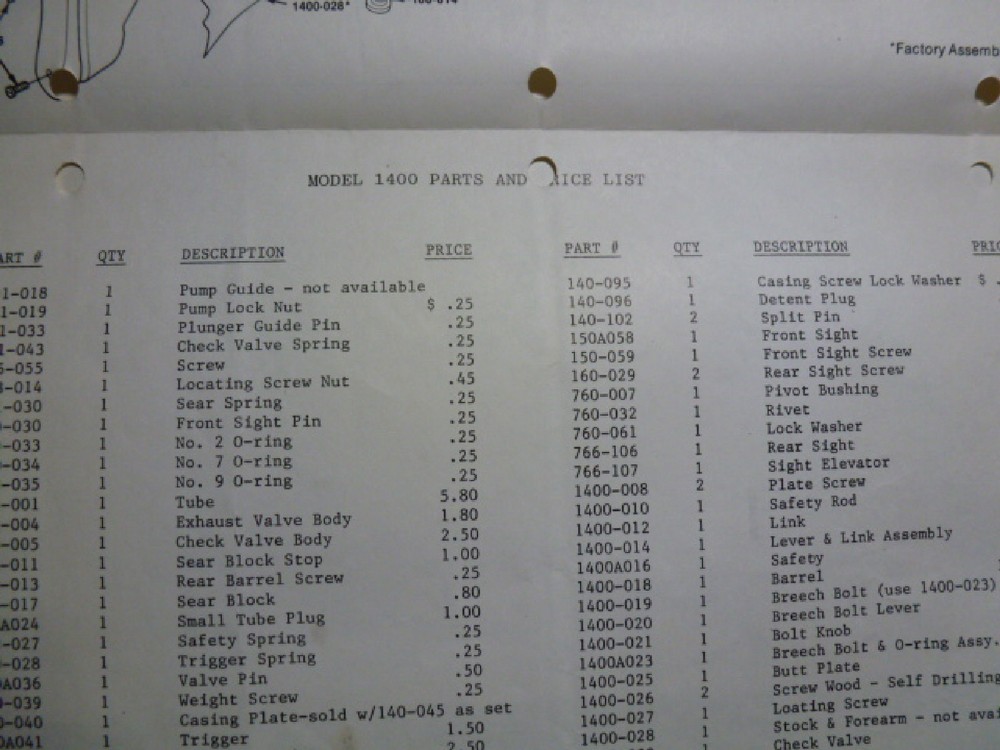 1400-028*
*Factory Assemb
MODEL 1400 PARTS AND RICE LIST
ART # QTY DESCRIPTION PRICE
1-018 1 Pump Guide - not available
1-019 1 Pump Lock Nut $ .25
1-033 1 Plunger Guide Pin .25
1-043 1 Check Valve Spring .25
-055 1 Screw .25
-014 1 Locating Screw Nut .45
-030 1 Sear Spring .25
-030 1 Front Sight Pin .25
-033 1 No. 2 O-ring .25
-034 1 No. 7 O-ring .25
-035 1 No. 9 O-ring .25
-001 1 Tube 5.80
-004 1 Exhaust Valve Body 1.80
-005 1 Check Valve Body 2.50
-011 1 Sear Block Stop 1.00
-013 1 Rear Barrel Screw .25
-017 1 Sear Block .80
A024 1 Small Tube Plug 1.00
-027 1 Safety Spring .25
-028 1 Trigger Spring .25
A036 1 Valve Pin .50
-039 1 Weight Screw .25
0-040 1 Casing Plate-sold w/140-045 as set
0A041 1 Trigger 1.50
2.50
PART # QTY DESCRIPTION PRIC
140-095 1 Casing Screw Lock Washer $ .
140-096 1 Detent Plug
140-102 2 Split Pin
150A058 1 Front Sight
150-059 1 Front Sight Screw
160-029 2 Rear Sight Screw
760-007 1 Pivot Bushing
760-032 1 Rivet
760-061 1 Lock Washer
766-106 1 Rear Sight
766-107 1 Sight Elevator
1400-008 2 Plate Screw
1400-010 1 Safety Rod
1400-012 1 Link
1400-014 1 Lever & Link Assembly
1400A016 1 Safety
1400-018 1 Barrel
1400-019 1 Breech Bolt (use 1400-023)
1400-020 1 Breech Bolt Lever
1400-021 1 Bolt Knob
1400A023 1 Breech Bolt & O-ring Assy.
1400-025 1 Butt Plate
1400-026 2 Screw Wood - Self Drilling
1400-027 1 Loating Screw
1400-028 1 Stock & Forearm - not avai
Check Valve